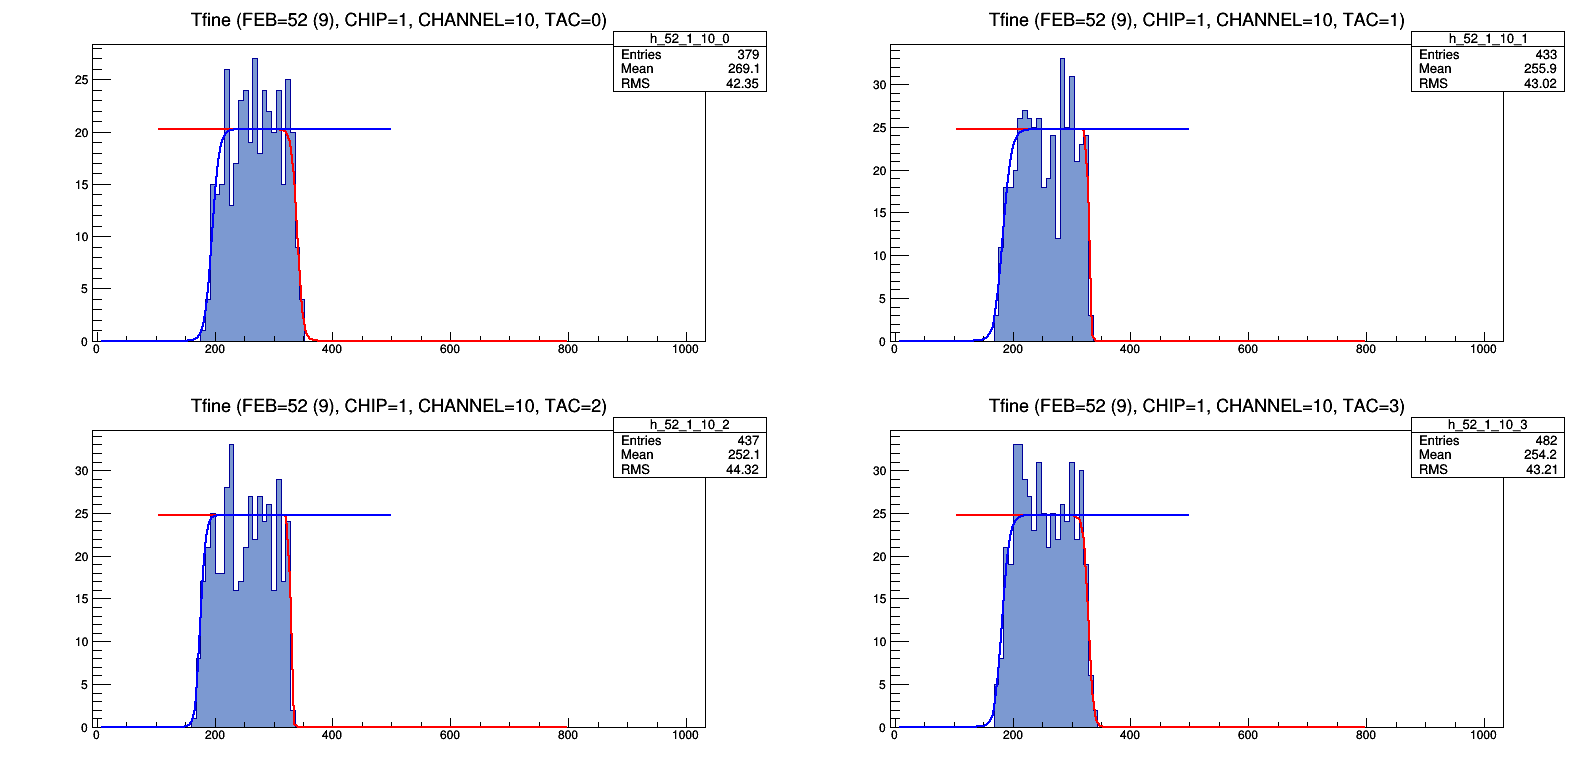 Tfine (FEB=52 (9), CHIP=1, CHANNEL=10, TAC=0)
h_52_1_10_0
Entries 379
Mean 269.1
RMS 42.35
25
20
15
10
5
0
0 200 400 600 800 1000
Tfine (FEB=52 (9), CHIP=1, CHANNEL=10, TAC=1)
h_52_1_10_1
Entries 433
Mean 255.9
RMS 43.02
30
25
20
15
10
5
0
0 200 400 600 800 1000
Tfine (FEB=52 (9), CHIP=1, CHANNEL=10, TAC=2)
h_52_1_10_2
Entries 437
Mean 252.1
RMS 44.32
30
25
20
15
10
5
0
0 200 400 600 800 1000
Tfine (FEB=52 (9), CHIP=1, CHANNEL=10, TAC=3)
h_52_1_10_3
Entries 482
Mean 254.2
RMS 43.21
30
25
20
15
10
5
0
0 200 400 600 800 1000